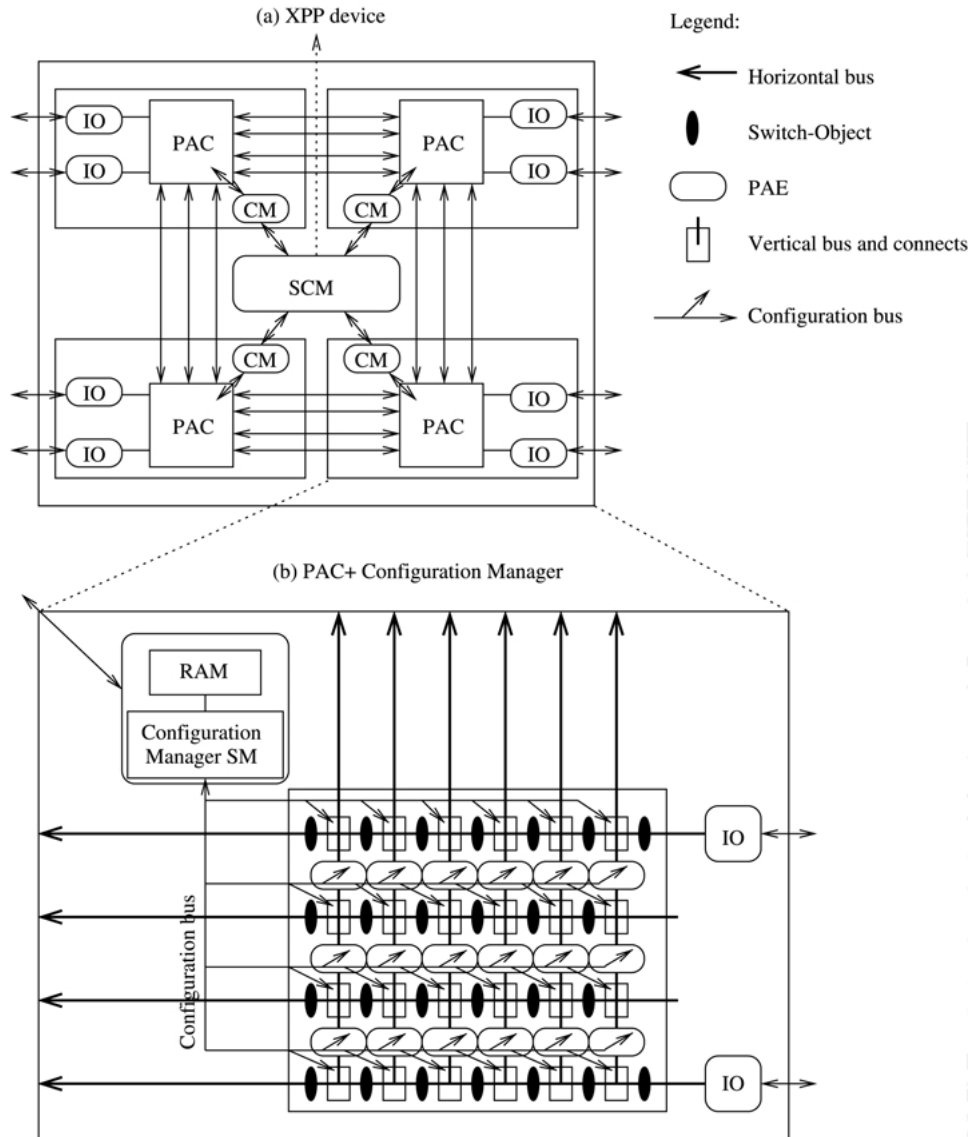 (a) XPP device
Legend:
Horizontal bus
Switch-Object
PAE
Vertical bus and connects
Configuration bus
IO
PAC
PAC
IO
IO
IO
CM
CM
SCM
CM
CM
IO
IO
PAC
PAC
IO
IO
(b) PAC+ Configuration Manager
RAM
Configuration
Manager SM
Configuration bus
IO
IO